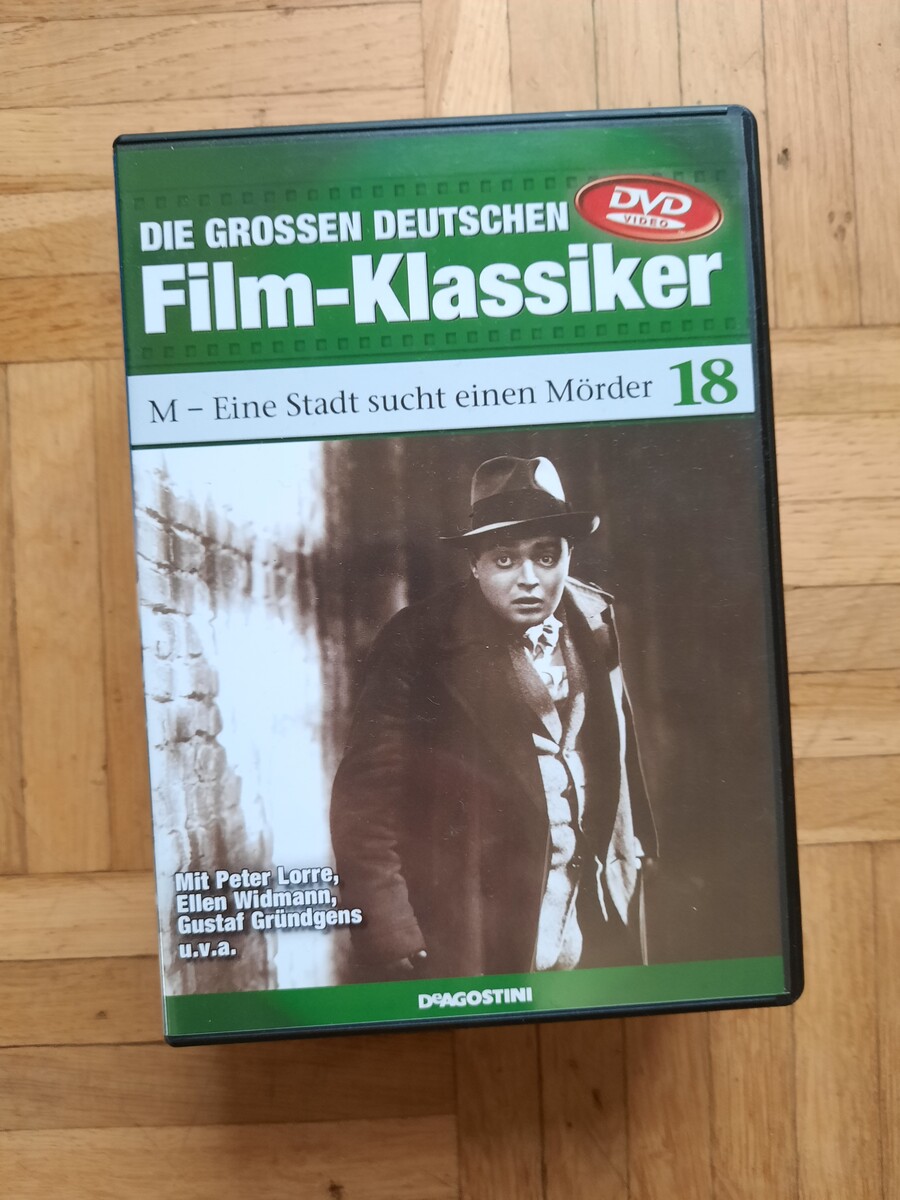 DIE GROSSEN DEUTSCHEN
DVD
VIDEO
Film-Klassiker
M – Eine Stadt sucht einen Mörder 18
Mit Peter Lorre,
Ellen Widmann,
Gustaf Gründgens
u.v.a.
DeAGOSTINI